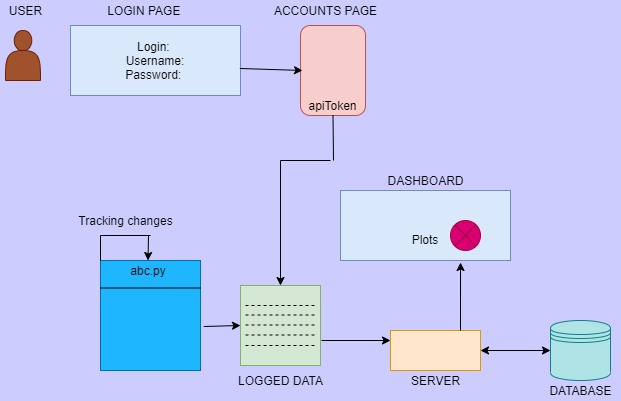 USER
LOGIN PAGE
ACCOUNTS PAGE
Login:
Username:
Password:
apiToken
DASHBOARD
Plots
Tracking changes
abc.py
LOGGED DATA
SERVER
DATABASE